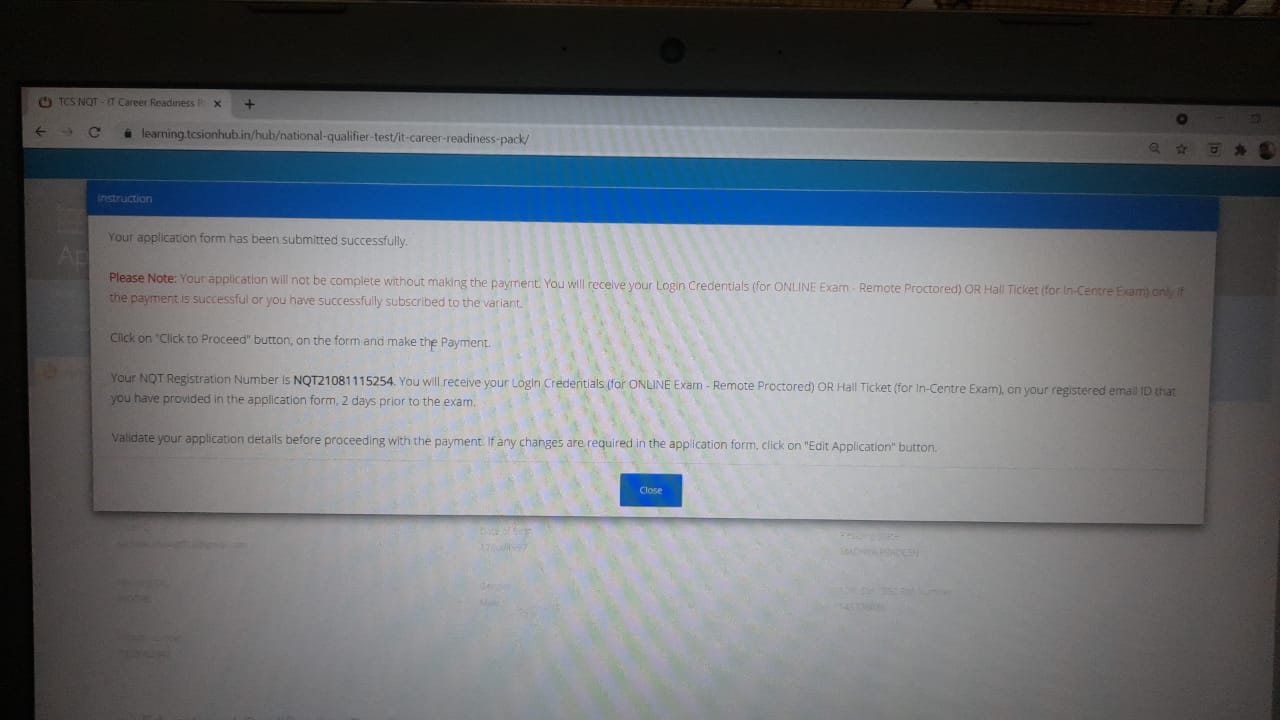 TCS NQT - IT Career Readiness P
learning.tcsionhub.in/hub/national-qualifier-test/it-career-readiness-pack/
Instruction
Your application form has been submitted successfully.
Please Note: Your application will not be complete without making the payment. You will receive your Login Credentials (for ONLINE Exam - Remote Proctored) OR Hall Ticket (for In-Centre Exam) only if
the payment is successful or you have successfully subscribed to the variant.
Click on "Click to Proceed" button, on the form and make the Payment.
Your NQT Registration Number is NQT21081115254. You will receive your Login Credentials (for ONLINE Exam - Remote Proctored) OR Hall Ticket (for In-Centre Exam), on your registered email ID that
you have provided in the application form, 2 days prior to the exam.
Validate your application details before proceeding with the payment. If any changes are required in the application form, click on "Edit Application" button.
Close
Date of Birth
MADHYA PRADESH
Gender
Male